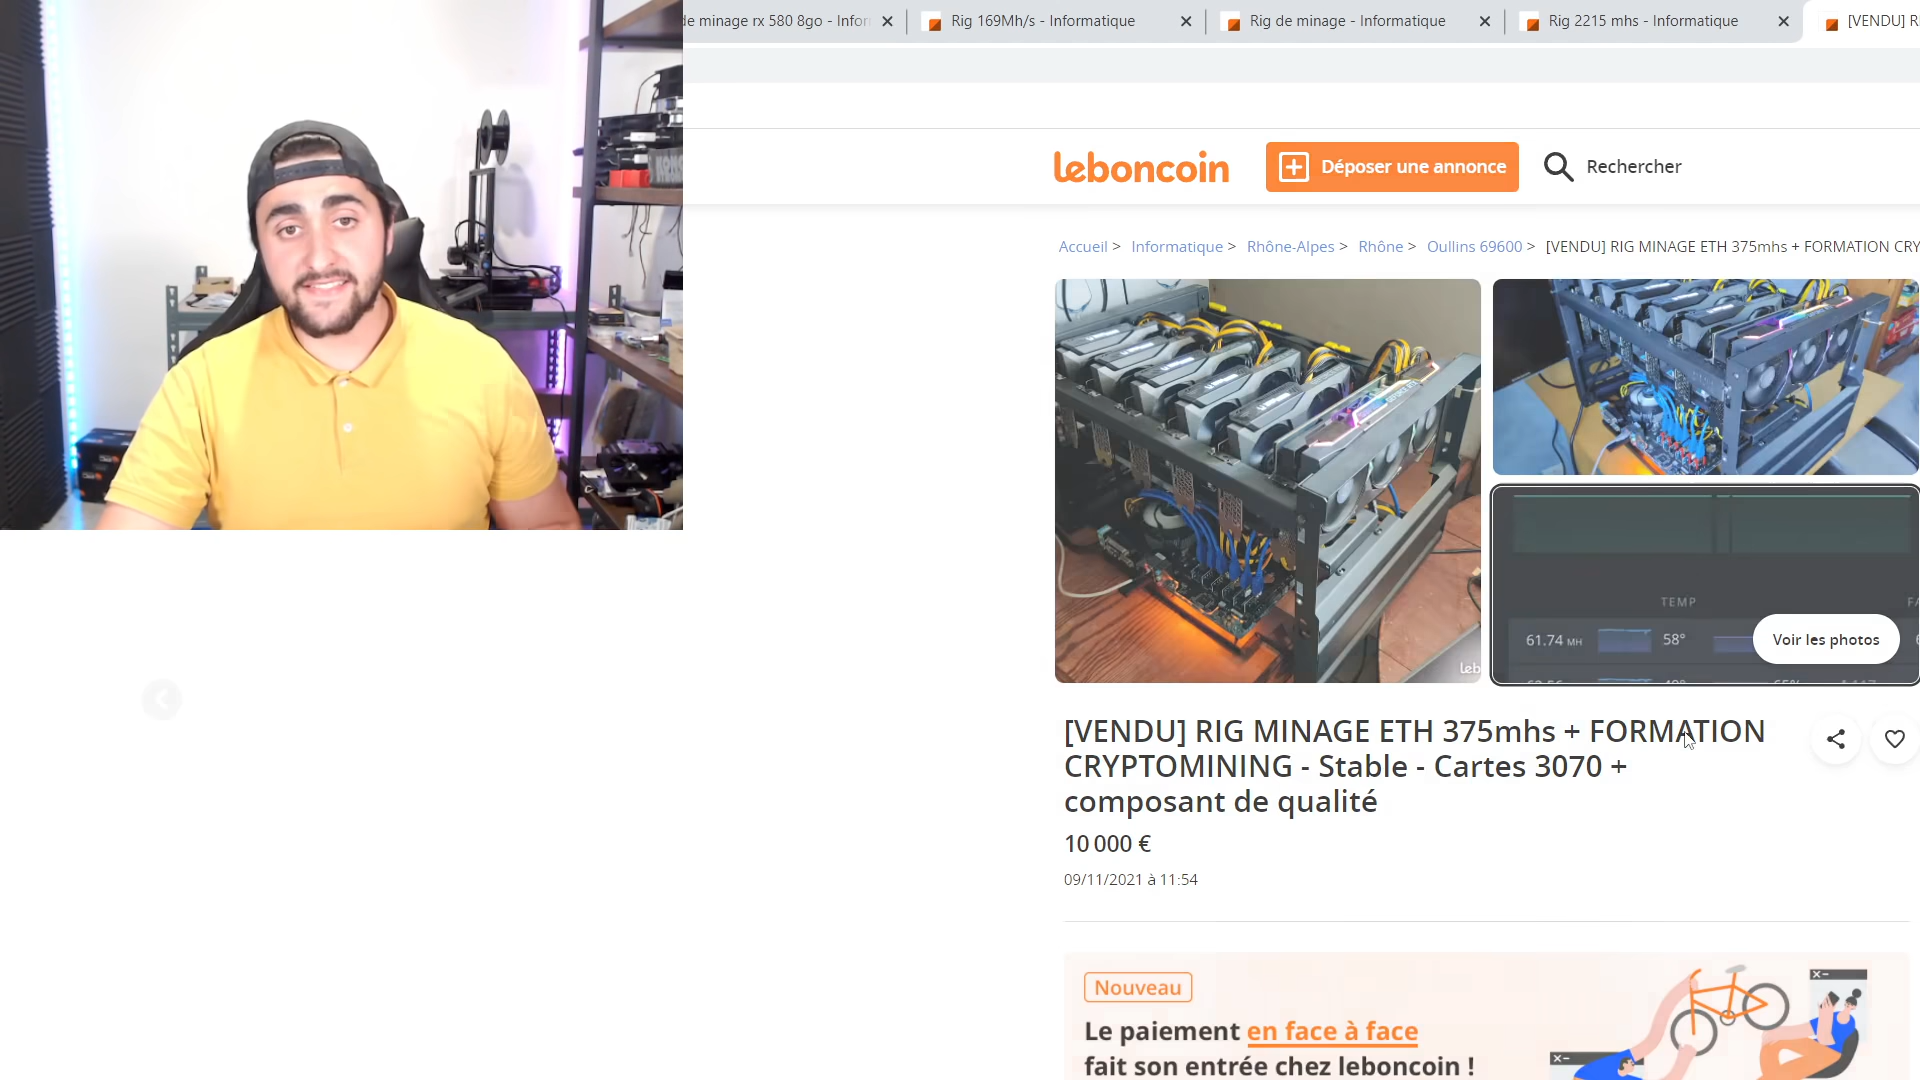 de minage rx 580 8go - Infor
Rig 169Mh/s - Informatique
Rig de minage - Informatique
Rig 2215 mhs - Informatique
[VENDU] R
leboncoin
Déposer une annonce
Rechercher
Accueil > Informatique > Rhône-Alpes > Rhône > Oullins 69600 > [VENDU] RIG MINAGE ETH 375mhs + FORMATION CRY
leb
TEMP
FA
61.74 MH
58°
Voir les photos
[VENDU] RIG MINAGE ETH 375mhs + FORMATION
CRYPTOMINING - Stable - Cartes 3070 +
composant de qualité
10 000 €
09/11/2021 à 11:54
Nouveau
Le paiement en face à face
fait son entrée chez leboncoin !